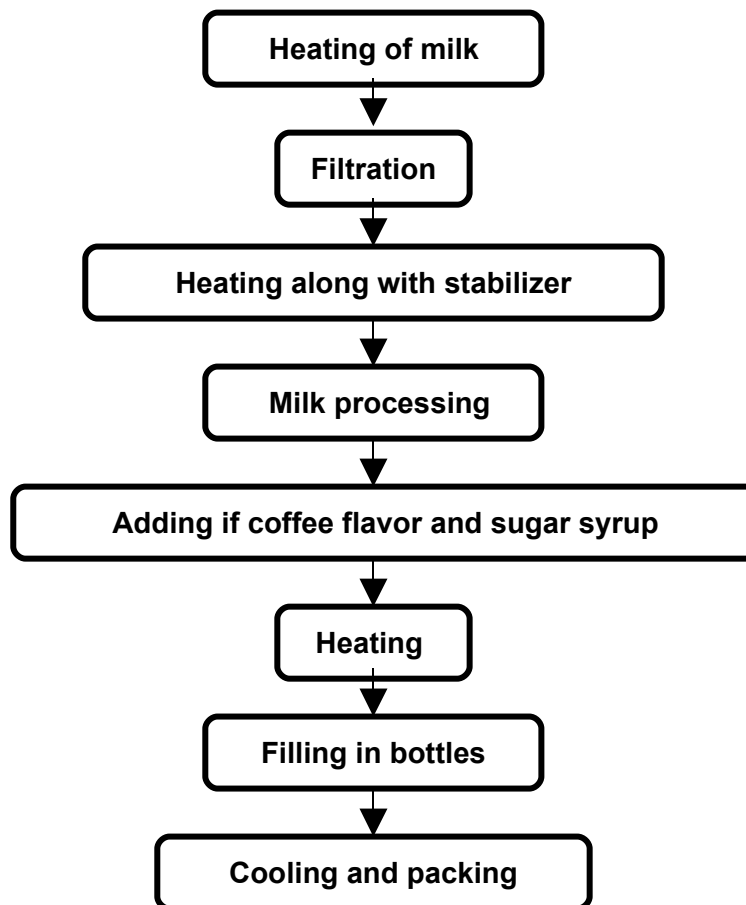 Heating of milk
Filtration
Heating along with stabilizer
Milk processing
Adding if coffee flavor and sugar syrup
Heating
Filling in bottles
Cooling and packing